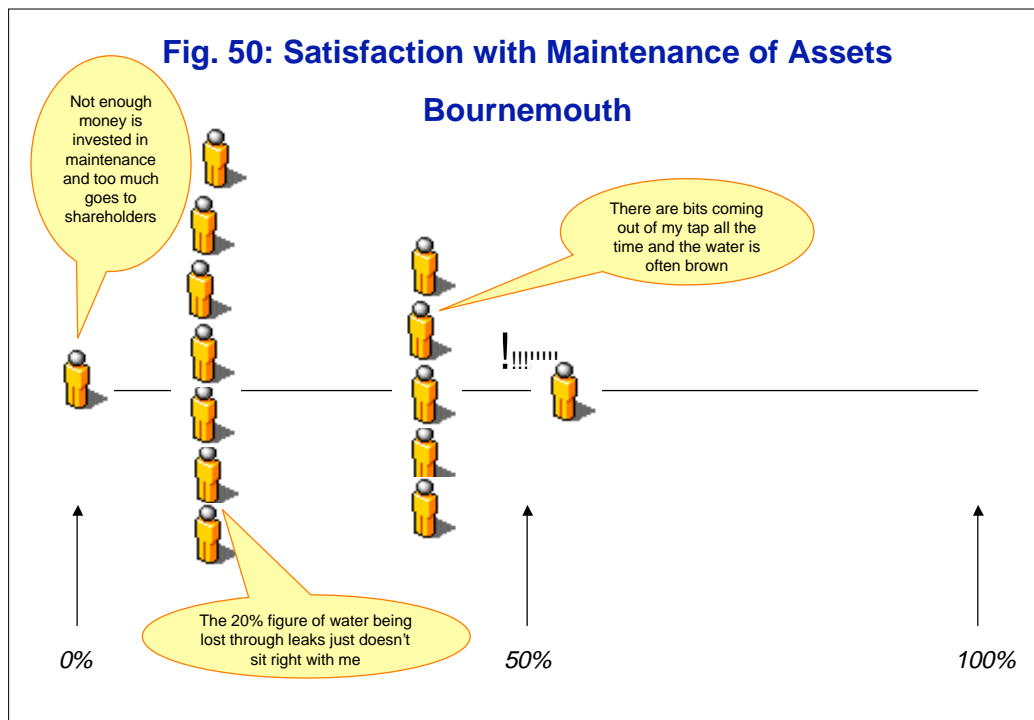 Fig. 50: Satisfaction with Maintenance of Assets
Bournemouth
Not enough
money is
invested in
maintenance
and too much
goes to
shareholders
There are bits coming
out of my tap all the
time and the water is
often brown
The 20% figure of water being
lost through leaks just doesn't
sit right with me
0%
50%
100%